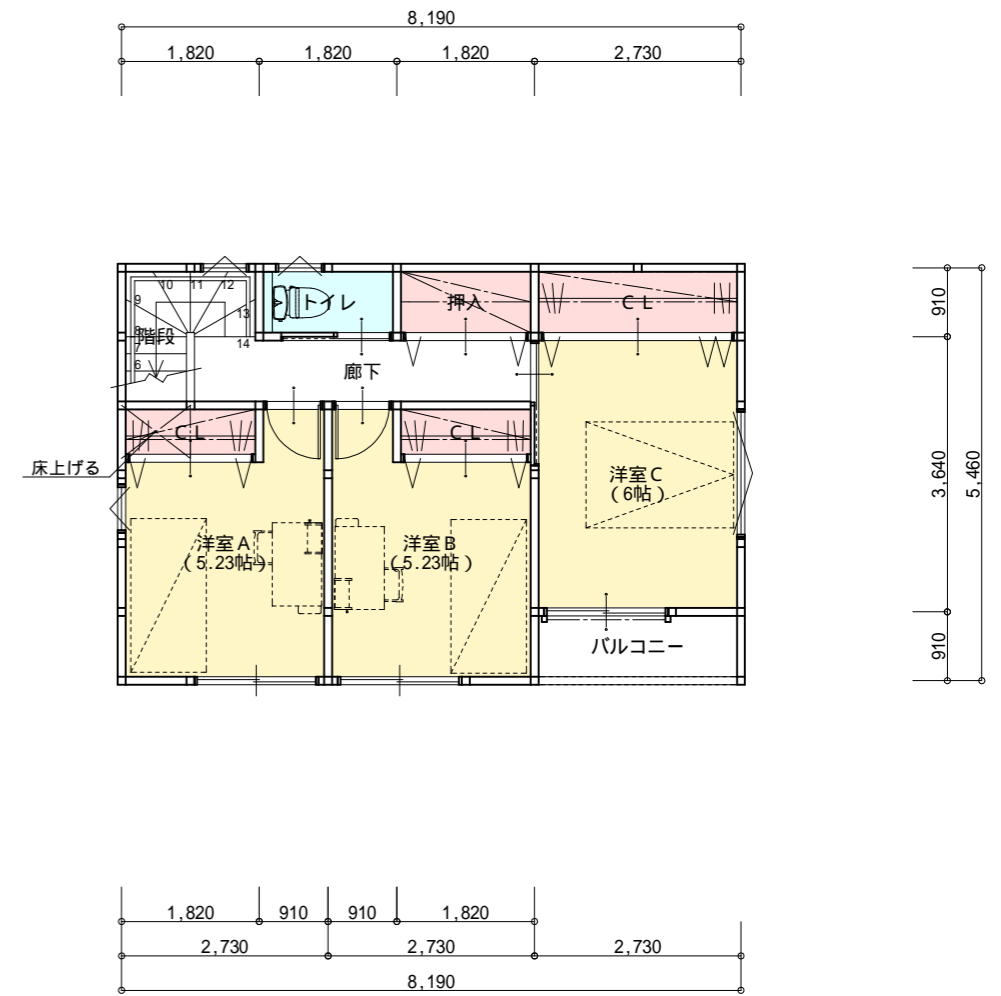 8,190
1,820
1,820
1,820
2,730
10
11
12
9
13
8
階段
7
14
6
トイレ
押入
ＣＬ
910
廊下
ＣＬ
ＣＬ
床上げる
洋室Ｃ
（6帖）
3,640
5,460
洋室Ａ
（5.23帖）
洋室Ｂ
（5.23帖）
バルコニー
910
1,820
910
910
1,820
2,730
2,730
2,730
8,190